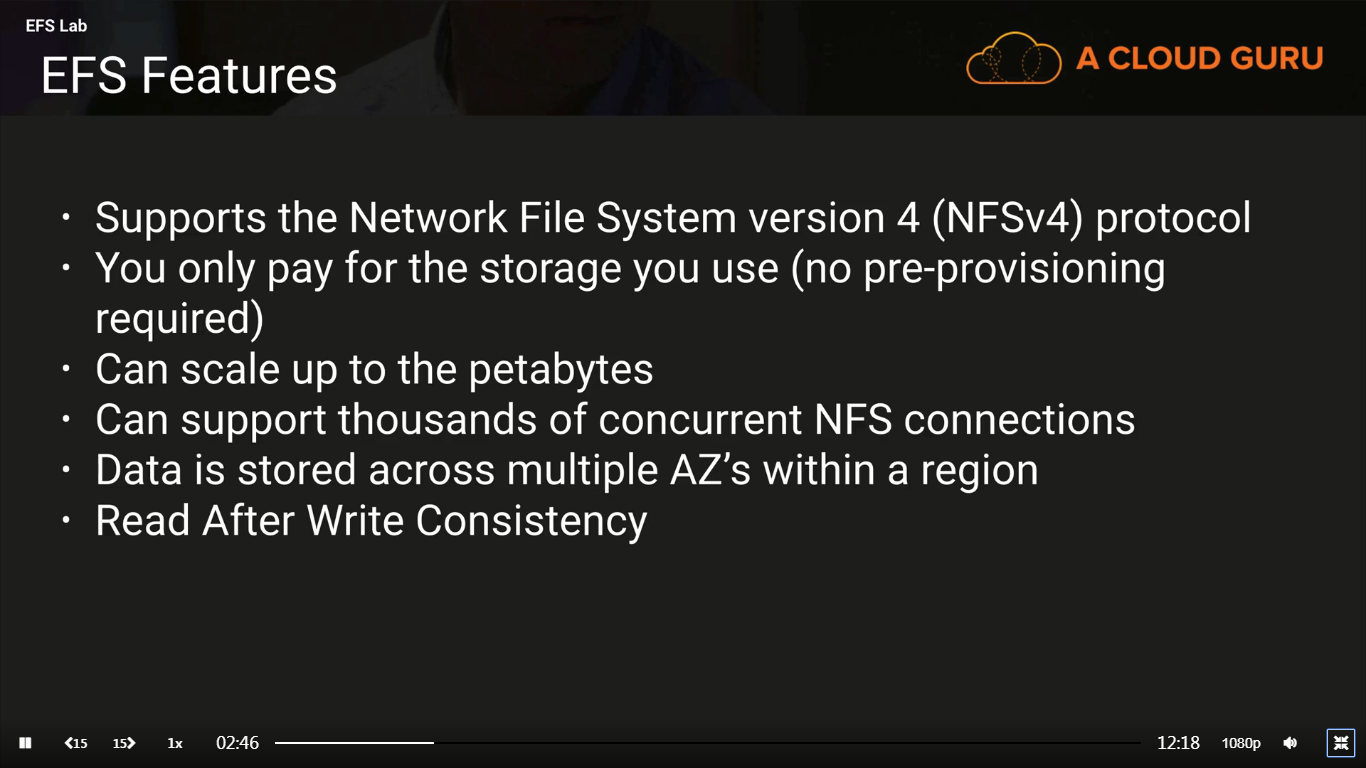 EFS Lab
EFS Features
A CLOUD GURU
• Supports the Network File System version 4 (NFSv4) protocol
• You only pay for the storage you use (no pre-provisioning
required)
• Can scale up to the petabytes
• Can support thousands of concurrent NFS connections
• Data is stored across multiple AZ’s within a region
• Read After Write Consistency
15 15 1x 02:46 12:18 1080p